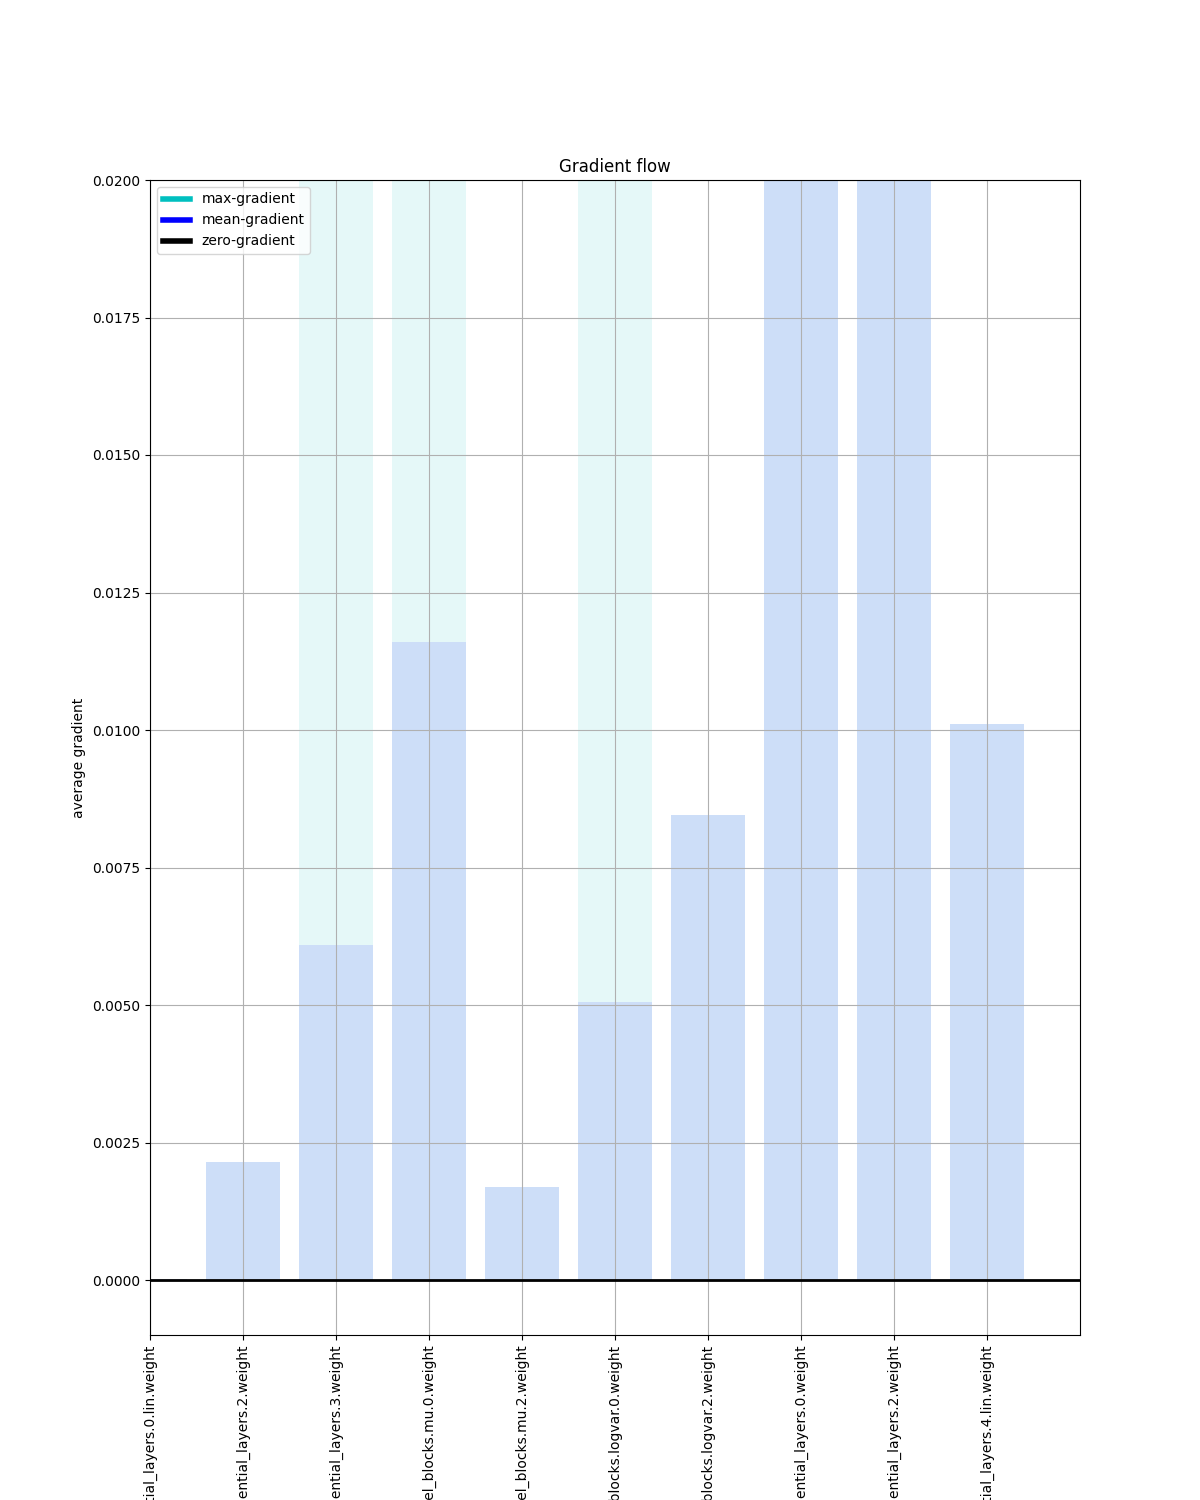 Gradient flow
max-gradient
mean-gradient
zero-gradient
0.0200
0.0175
0.0150
0.0125
0.0100
0.0075
0.0050
0.0025
0.0000
average gradient
tial_layers.0.lin.weight
ential_layers.2.weight
ential_layers.3.weight
el_blocks.mu.0.weight
el_blocks.mu.2.weight
blocks.logvar.0.weight
blocks.logvar.2.weight
ential_layers.0.weight
ential_layers.2.weight
tial_layers.4.lin.weight